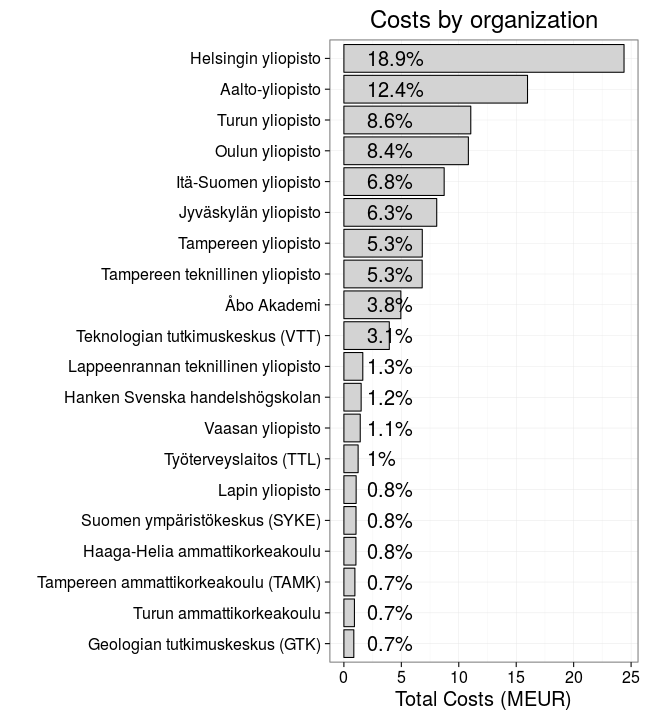 Costs by organization
Helsingin yliopisto 18.9%
Aalto-yliopisto 12.4%
Turun yliopisto 8.6%
Oulun yliopisto 8.4%
Itä-Suomen yliopisto 6.8%
Jyväskylän yliopisto 6.3%
Tampereen yliopisto 5.3%
Tampereen teknillinen yliopisto 5.3%
Åbo Akademi 3.8%
Teknologian tutkimuskeskus (VTT) 3.1%
Lappeenrannan teknillinen yliopisto 1.3%
Hanken Svenska handelshögskolan 1.2%
Vaasan yliopisto 1.1%
Työterveyslaitos (TTL) 1%
Lapin yliopisto 0.8%
Suomen ympäristökeskus (SYKE) 0.8%
Haaga-Helia ammattikorkeakoulu 0.8%
Tampereen ammattikorkeakoulu (TAMK) 0.7%
Turun ammattikorkeakoulu 0.7%
Geologian tutkimuskeskus (GTK) 0.7%
0 5 10 15 20 25
Total Costs (MEUR)